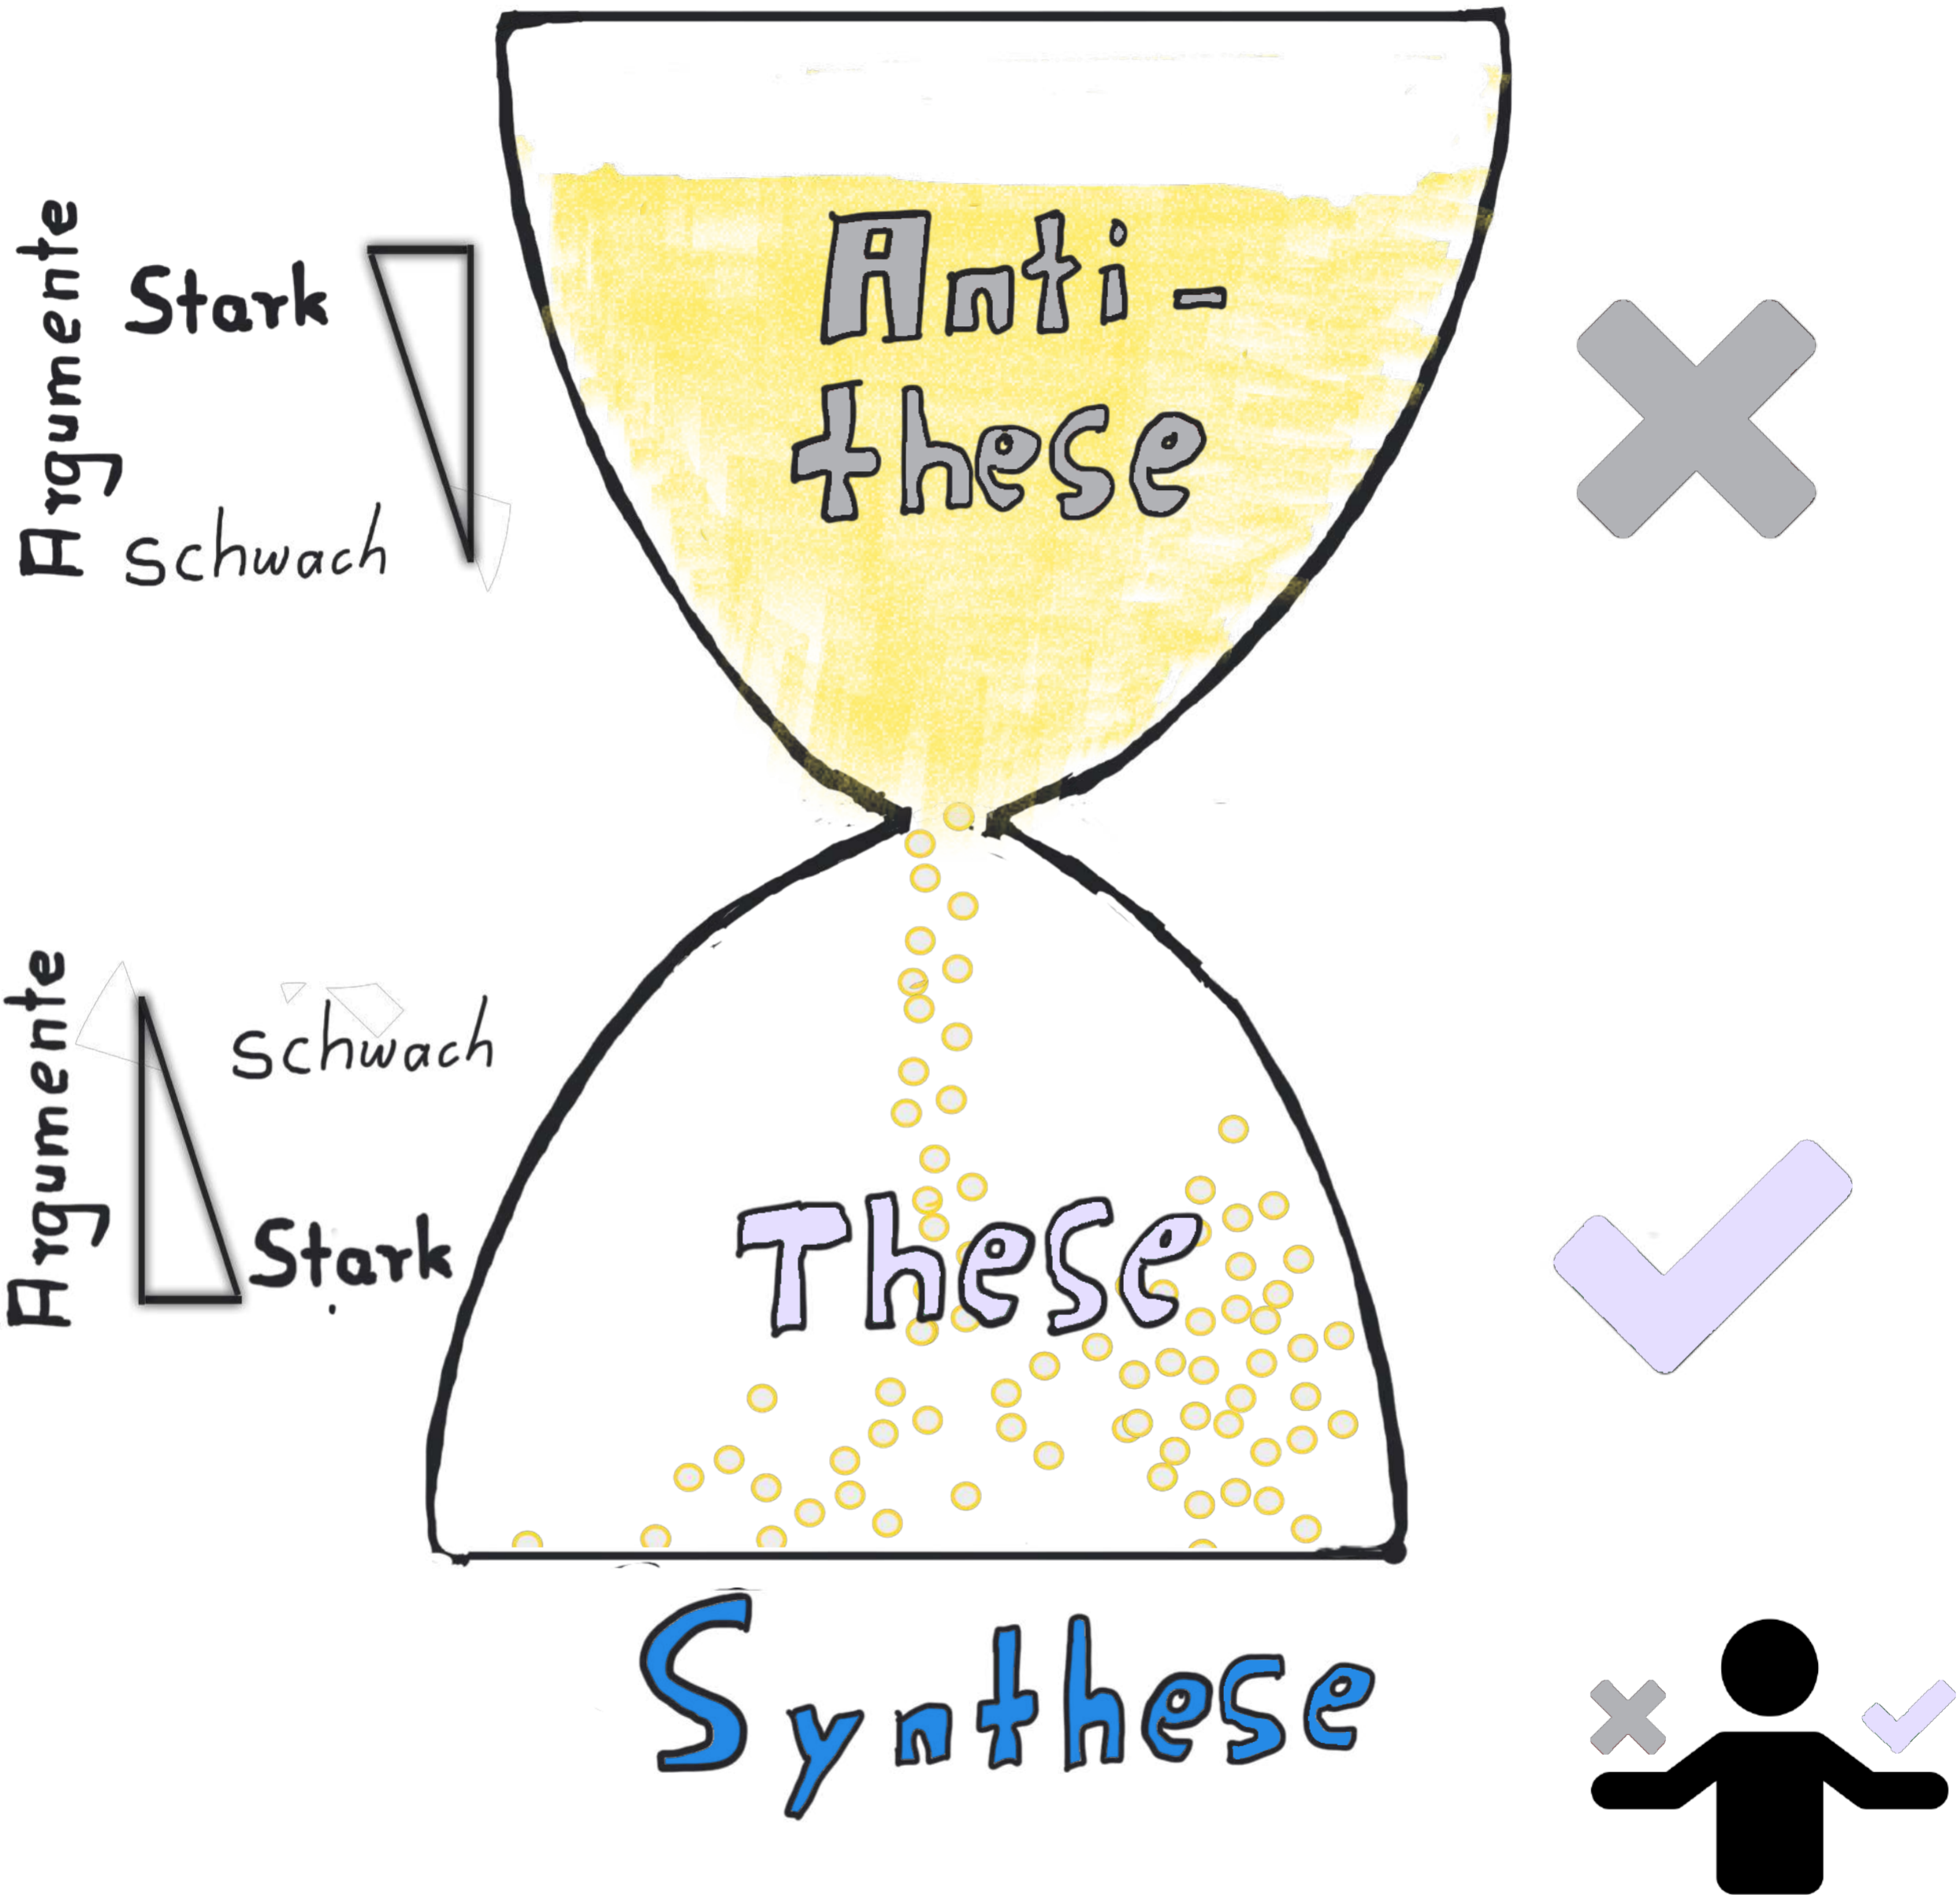 Argumente
Stark
schwach
Anti-
these
Argumente
schwach
Stark
These
Synthese